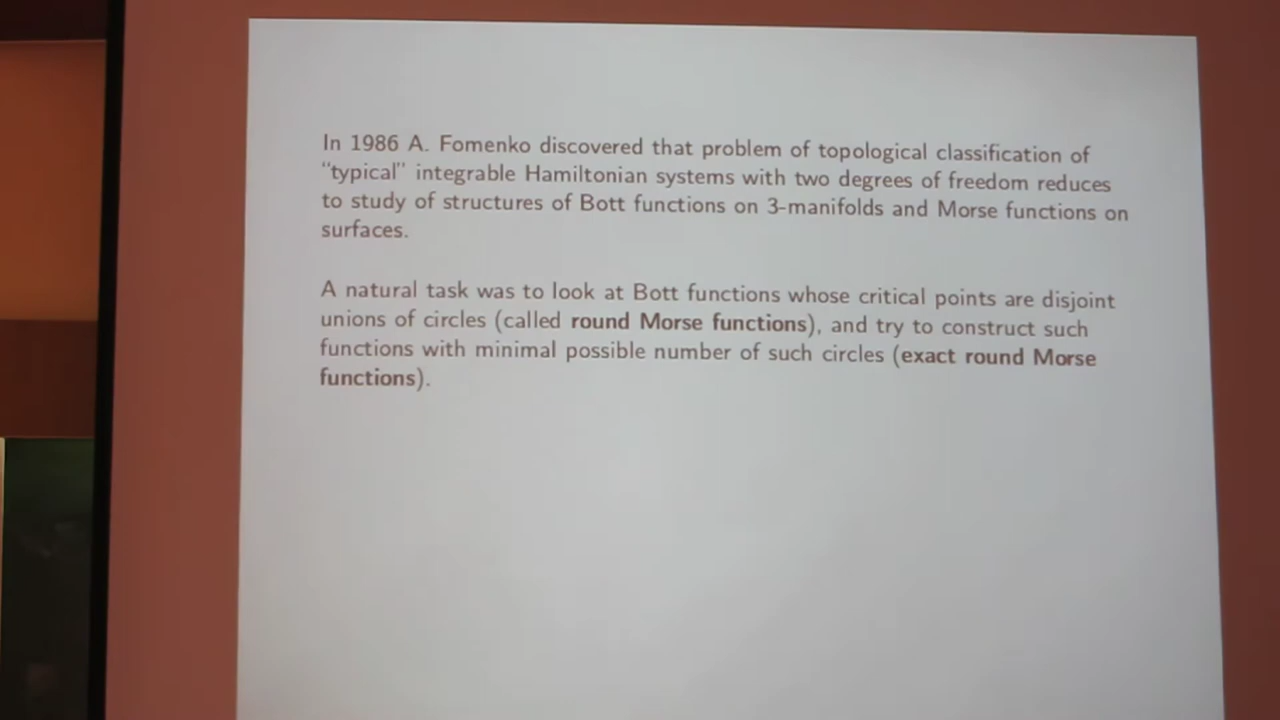 In 1986 A. Fomenko discovered that problem of topological classification of
“typical” integrable Hamiltonian systems with two degrees of freedom reduces
to study of structures of Bott functions on 3-manifolds and Morse functions on
surfaces.
A natural task was to look at Bott functions whose critical points are disjoint
unions of circles (called round Morse functions), and try to construct such
functions with minimal possible number of such circles (exact round Morse
functions).